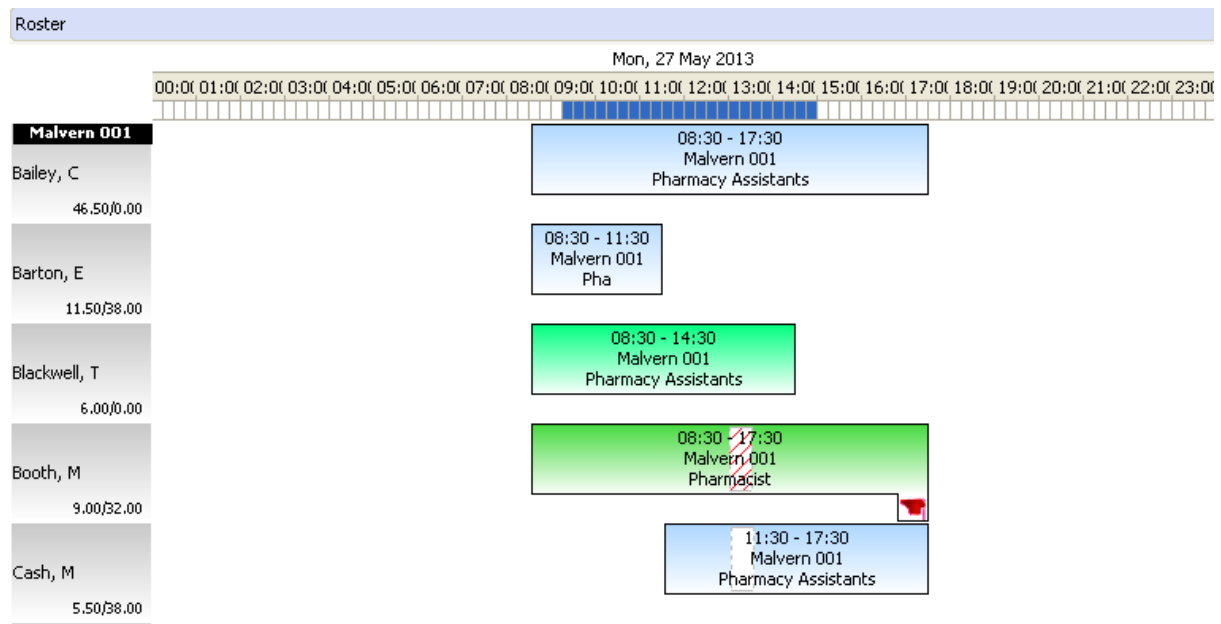 Roster
Mon, 27 May 2013
00:0( 01:0( 02:0( 03:0( 04:0( 05:0( 06:0( 07:0( 08:0( 09:0( 10:0( 11:0( 12:0( 13:0( 14:0( 15:0( 16:0( 17:0( 18:0( 19:0( 20:0( 21:0( 22:0( 23:0(
Malvern 001
Bailey, C
46.50/0.00
08:30 - 17:30
Malvern 001
Pharmacy Assistants
Barton, E
11.50/38.00
08:30 - 11:30
Malvern 001
Pha
Blackwell, T
6.00/0.00
08:30 - 14:30
Malvern 001
Pharmacy Assistants
Booth, M
9.00/32.00
08:30 - 17:30
Malvern 001
Pharmacist
Cash, M
5.50/38.00
11:30 - 17:30
Malvern 001
Pharmacy Assistants